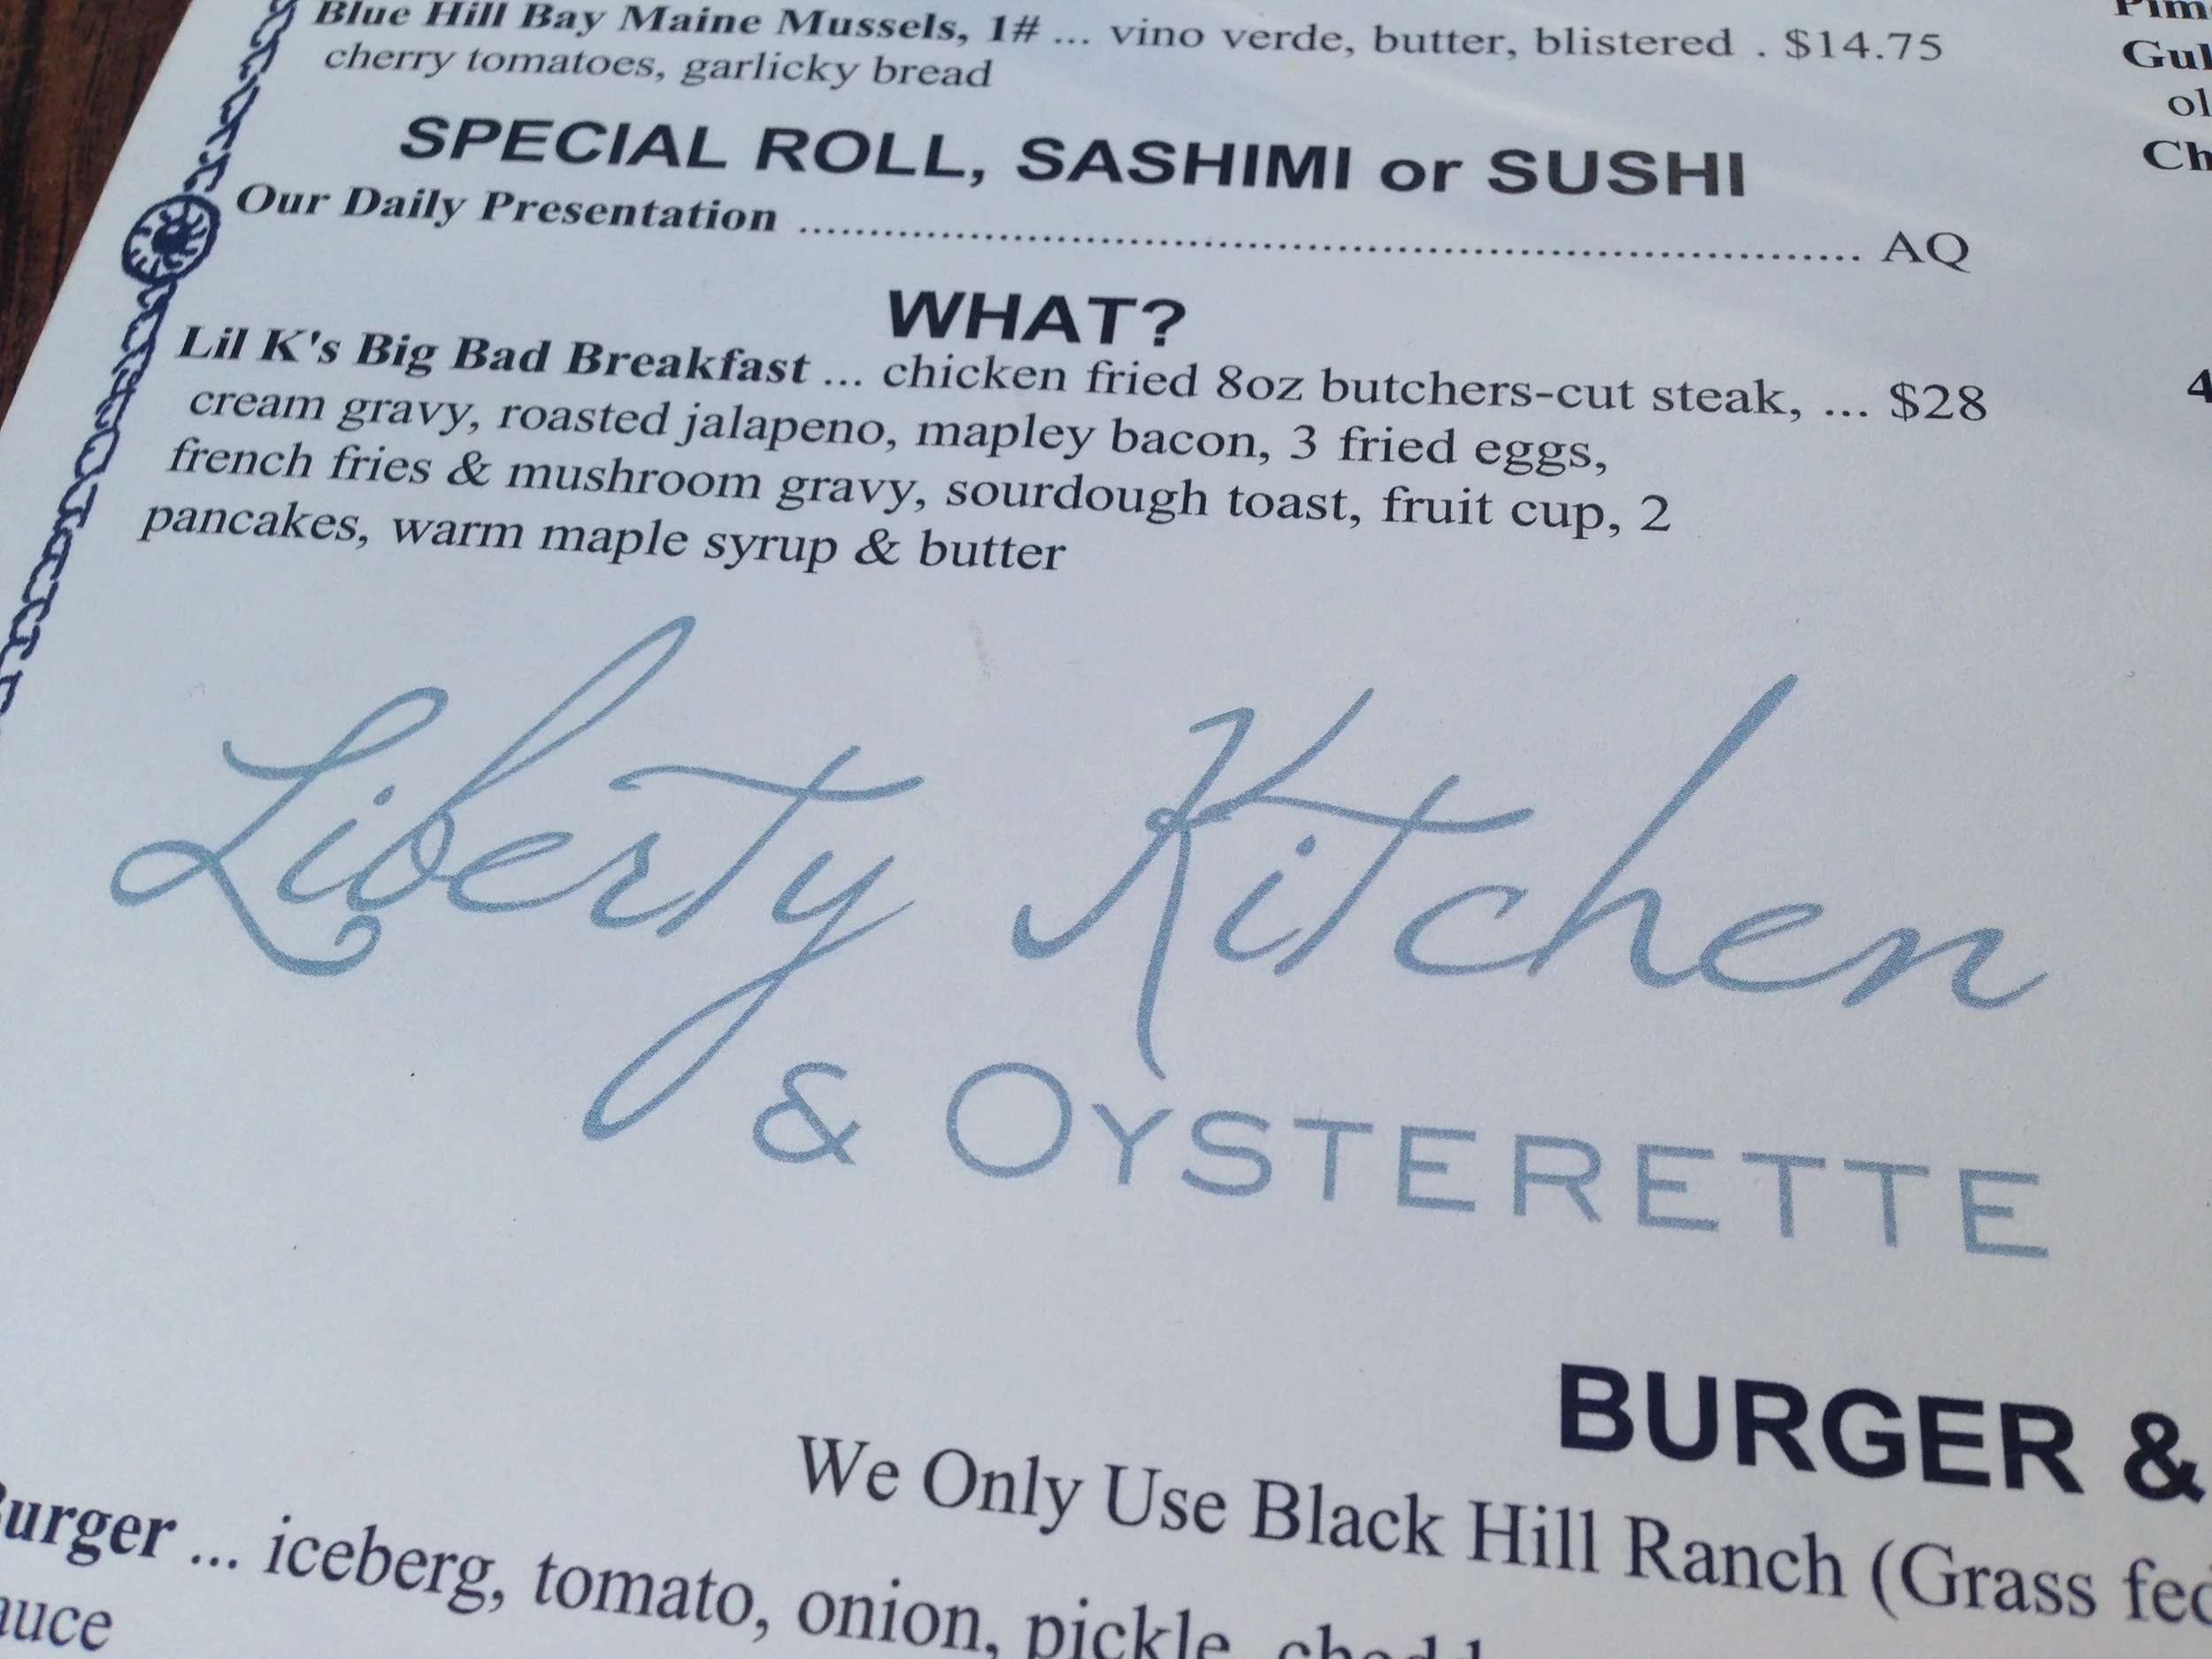 Blue Hill Bay Maine Mussels, 1# ... vino verde, butter, blistered . $14.75
cherry tomatoes, garlicky bread
SPECIAL ROLL, SASHIMI or SUSHI
Our Daily Presentation ........................................................................... AQ
WHAT?
Lil K's Big Bad Breakfast ... chicken fried 8oz butchers-cut steak, ... $28
cream gravy, roasted jalapeno, mapley bacon, 3 fried eggs,
french fries & mushroom gravy, sourdough toast, fruit cup, 2
pancakes, warm maple syrup & butter
Liberty Kitchen
& OYSTERETTE
BURGER &
We Only Use Black Hill Ranch (Grass fed
Burger ... iceberg, tomato, onion, pickle,